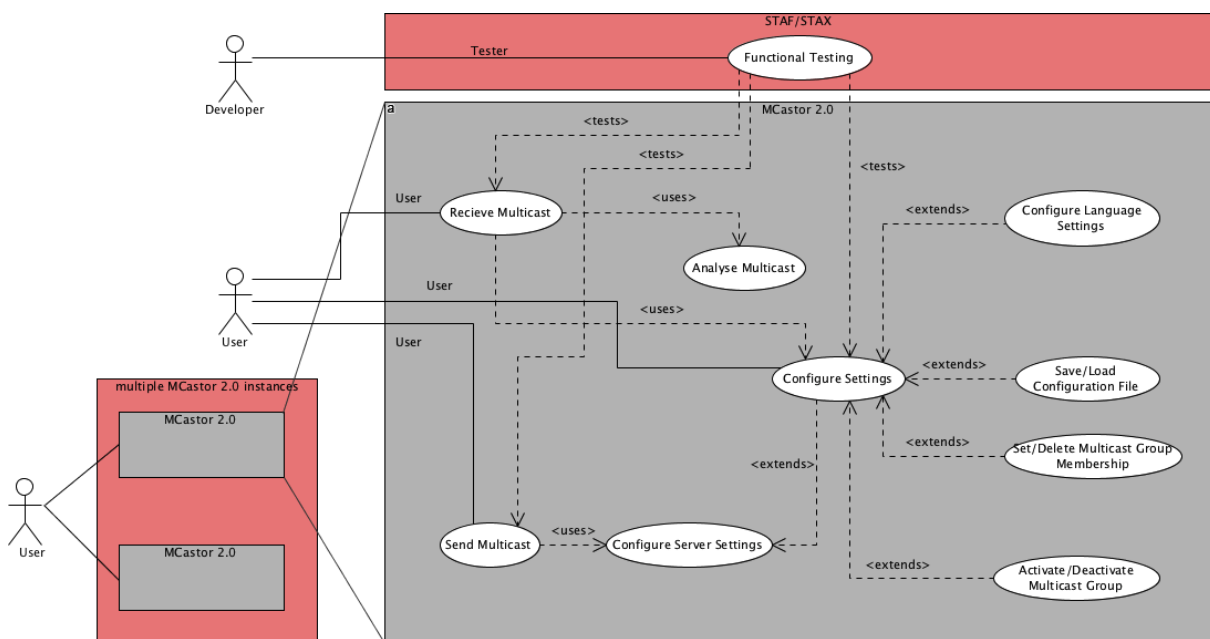 STAF/STAX
Tester
Functional Testing
Developer
a
MCastor 2.0
<tests>
<tests>
<tests>
User
Recieve Multicast
<uses>
<extends>
Configure Language
Settings
Analyse Multicast
User
User
<uses>
User
multiple MCastor 2.0 instances
Configure Settings
<extends>
Save/Load
Configuration File
MCastor 2.0
<extends>
Set/Delete Multicast Group
Membership
<extends>
User
MCastor 2.0
Send Multicast
<uses>
Configure Server Settings
<extends>
Activate/Deactivate
Multicast Group